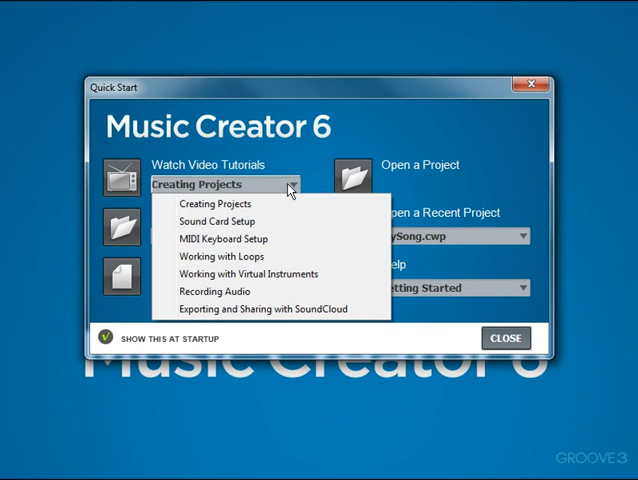 Quick Start
Music Creator 6
Watch Video Tutorials
Creating Projects
Open a Project
Creating Projects
Sound Card Setup
MIDI Keyboard Setup
Working with Loops
Working with Virtual Instruments
Recording Audio
Exporting and Sharing with SoundCloud
pen a Recent Project
ySong.cwp
elp
etting Started
SHOW THIS AT STARTUP
CLOSE
Music Creator 6
GROOVE3